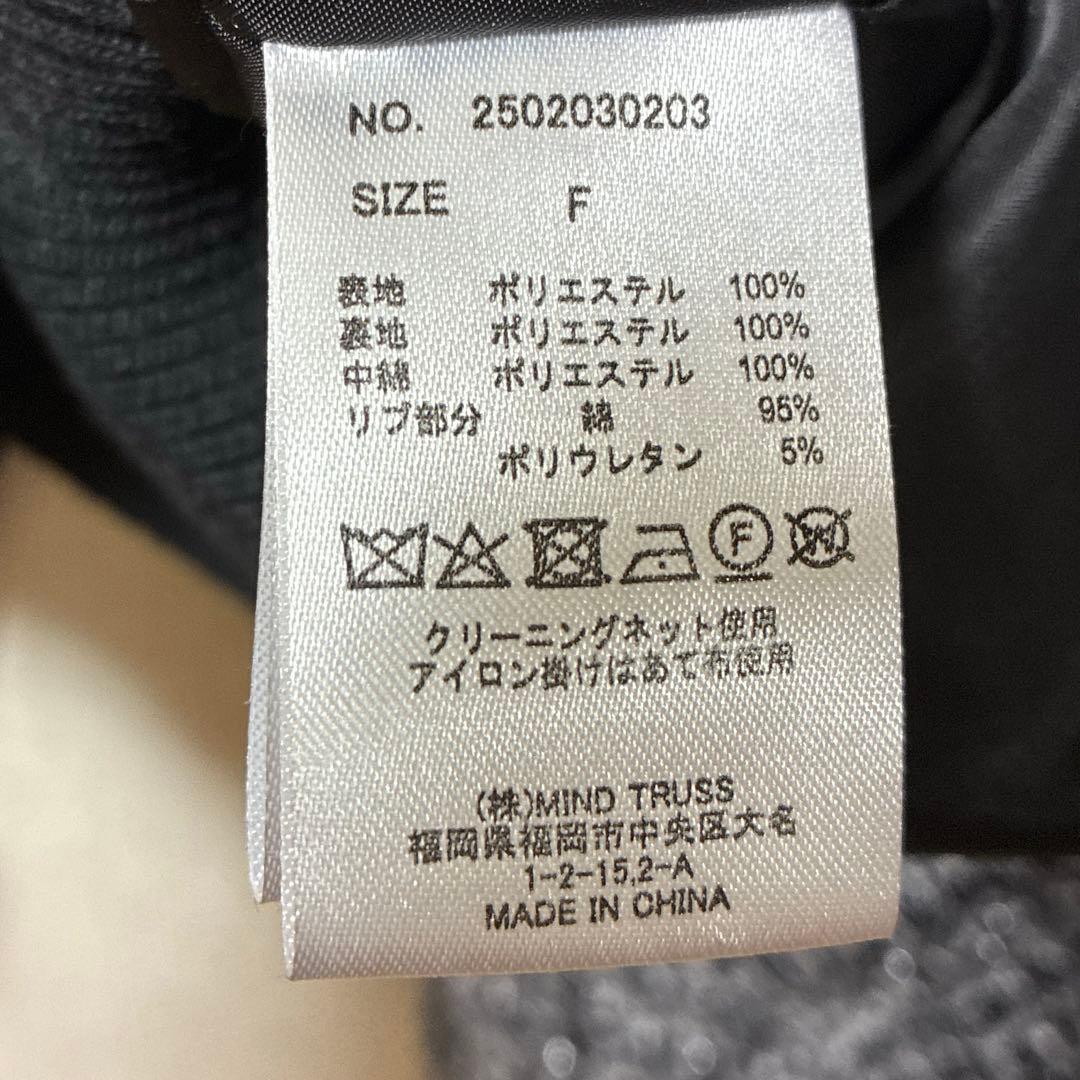 NO. 2502030203
SIZE F
表地 ポリエステル 100%
裏地 ポリエステル 100%
中綿 ポリエステル 100%
リブ部分 綿 95%
ポリウレタン 5%
F W
クリーニングネット使用
アイロン掛けはあて布使用
(株)MIND TRUSS
福岡県福岡市中央区大名
1-2-15,2-A
MADE IN CHINA